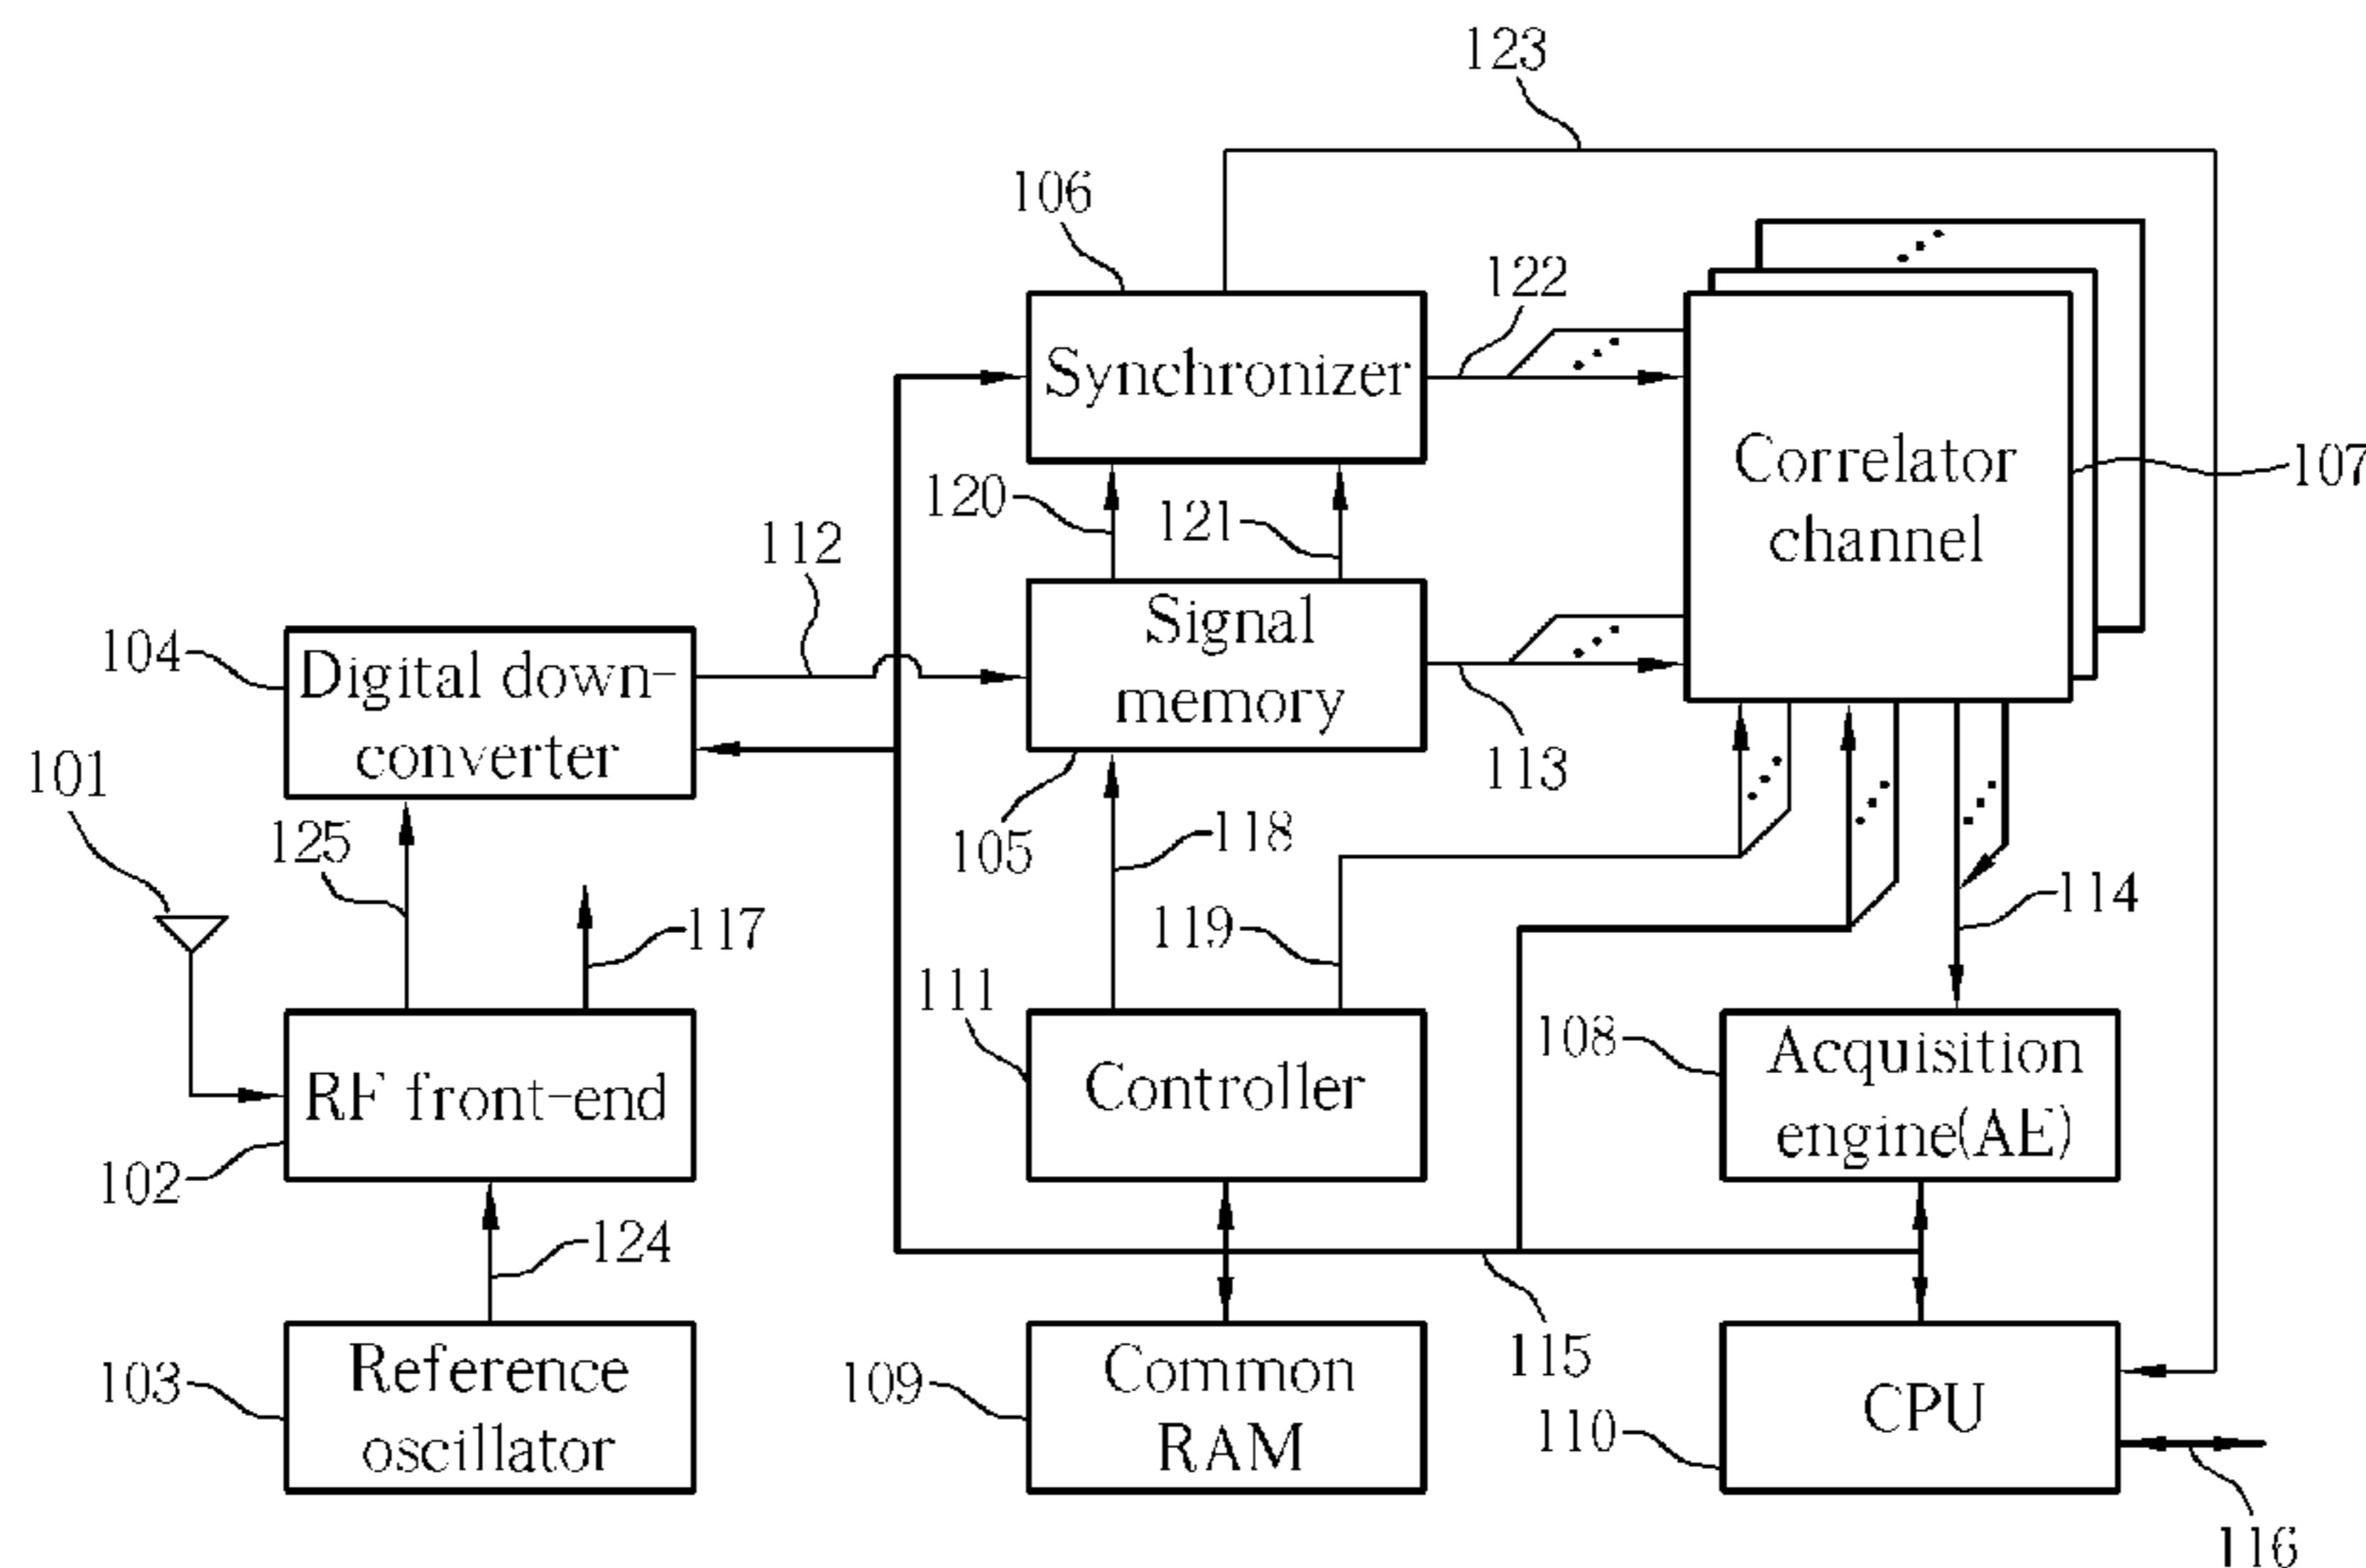 123
106
122
Synchronizer
Correlator
channel
107
120
121
112
Signal
memory
104
Digital down-
converter
113
101
125
105
118
117
119
114
111
108
RF front-end
Controller
Acquisition
engine(AE)
102
124
103
Reference
oscillator
109
Common
RAM
115
110
CPU
116